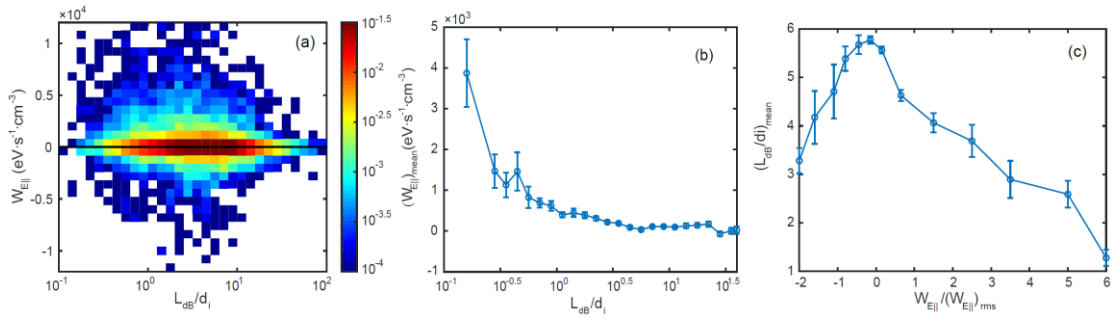 ×10⁴
1
0.5
0
-0.5
-1
W_E|| (eV·s⁻¹·cm⁻³)
10⁻¹ 10⁰ 10¹ 10²
L_dB/d_i
(a)
10⁻¹·⁵
10⁻²
10⁻²·⁵
10⁻³
10⁻³·⁵
10⁻⁴
×10³
5
4
3
2
1
0
-1
(W_E||)_mean(eV·s⁻¹·cm⁻³)
10⁻¹ 10⁻⁰·⁵ 10⁰ 10⁰·⁵ 10¹ 10¹·⁵
L_dB/d_i
(b)
6
5
4
3
2
1
(L_dB/di)_mean
-2 -1 0 1 2 3 4 5 6
W_E||/(W_E||)_rms
(c)